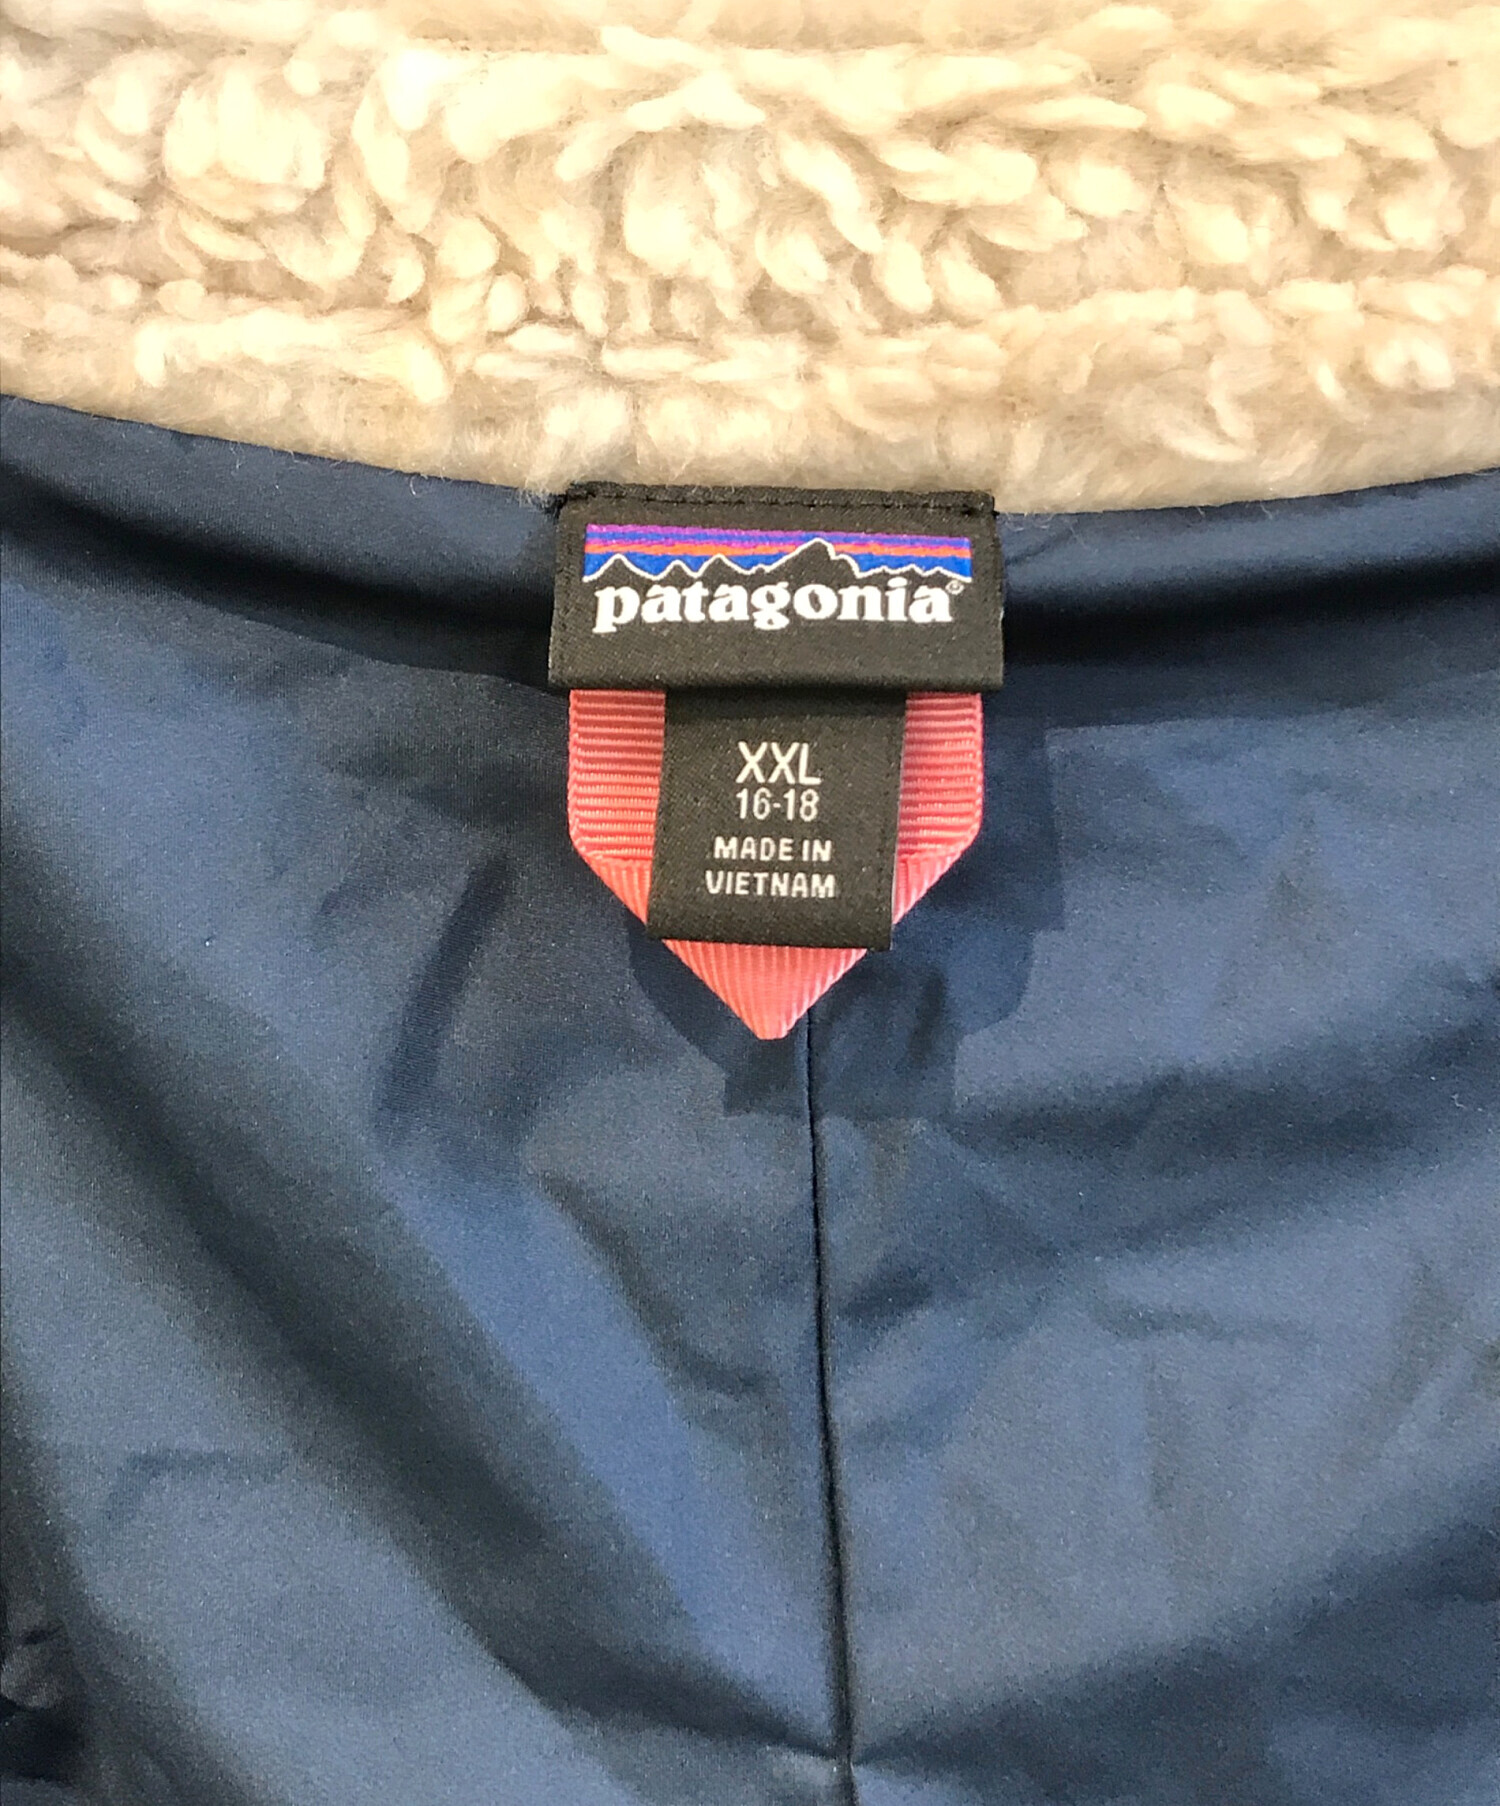 patagonia®
XXL
16-18
MADE IN
VIETNAM